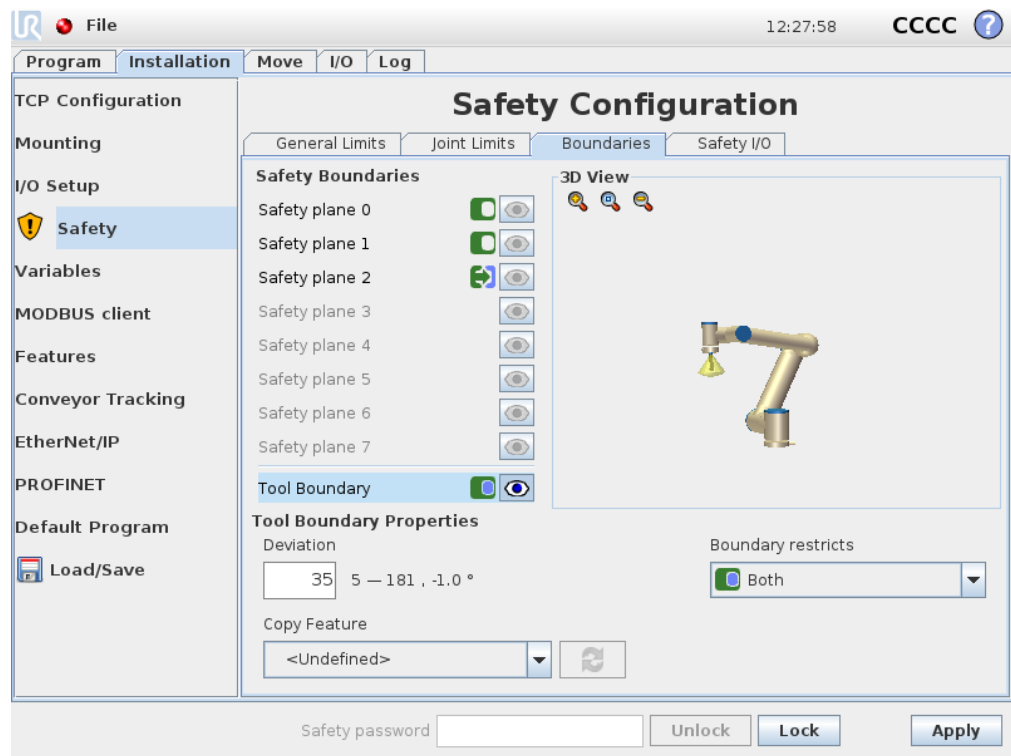 UR File 12:27:58 CCCC ?
Program Installation Move I/O Log
TCP Configuration
Mounting
I/O Setup
Safety
Variables
MODBUS client
Features
Conveyor Tracking
EtherNet/IP
PROFINET
Default Program
Load/Save
Safety Configuration
General Limits Joint Limits Boundaries Safety I/O
Safety Boundaries
Safety plane 0
Safety plane 1
Safety plane 2
Safety plane 3
Safety plane 4
Safety plane 5
Safety plane 6
Safety plane 7
Tool Boundary
3D View
Tool Boundary Properties
Deviation
35 5 — 181 , -1.0 °
Boundary restricts
Both
Copy Feature
<Undefined>
Safety password Unlock Lock Apply